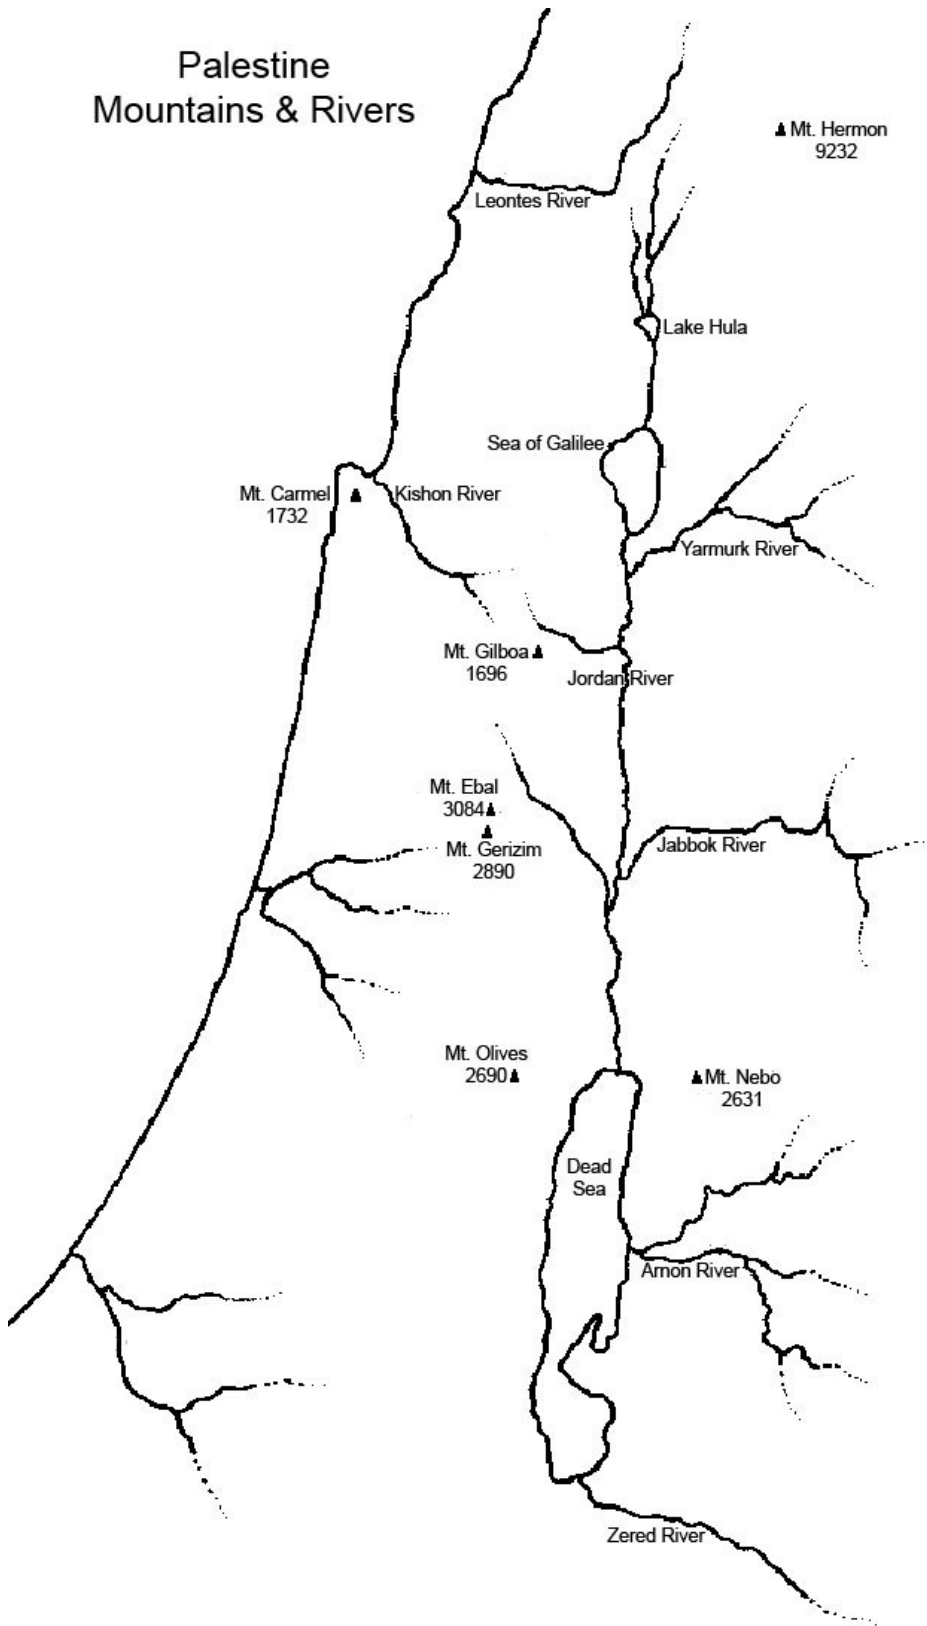 Palestine
Mountains & Rivers
Mt. Hermon
9232
Leontes River
Lake Hula
Sea of Galilee
Mt. Carmel
1732
Kishon River
Yarmurk River
Mt. Gilboa
1696
Jordan River
Mt. Ebal
3084
Mt. Gerizim
2890
Jabbok River
Mt. Olives
2690
Mt. Nebo
2631
Dead
Sea
Arnon River
Zered River